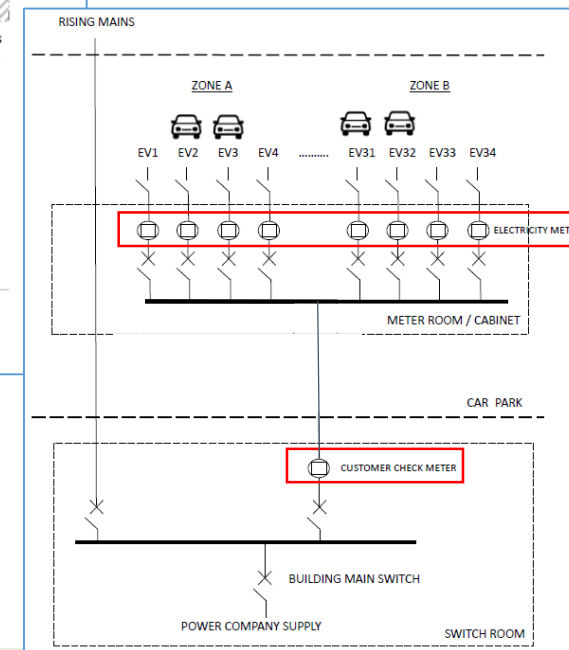 RISING MAINS
ZONE A
ZONE B
EV1 EV2 EV3 EV4 .......... EV31 EV32 EV33 EV34
ELECTRICITY MET
METER ROOM / CABINET
CAR PARK
CUSTOMER CHECK METER
BUILDING MAIN SWITCH
POWER COMPANY SUPPLY
SWITCH ROOM